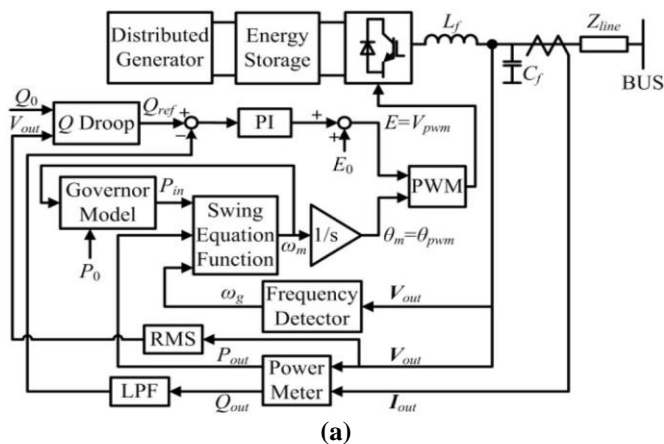 Distributed
Generator
Energy
Storage
L_f
Z_line
C_f
BUS
Q_0
V_out
Q Droop
Q_ref
+
−
PI
+
+
E_0
E=V_pwm
PWM
Governor
Model
P_in
P_0
Swing
Equation
Function
ω_m
1/s
θ_m=θ_pwm
ω_g
Frequency
Detector
V_out
RMS
P_out
Power
Meter
V_out
LPF
Q_out
I_out
(a)